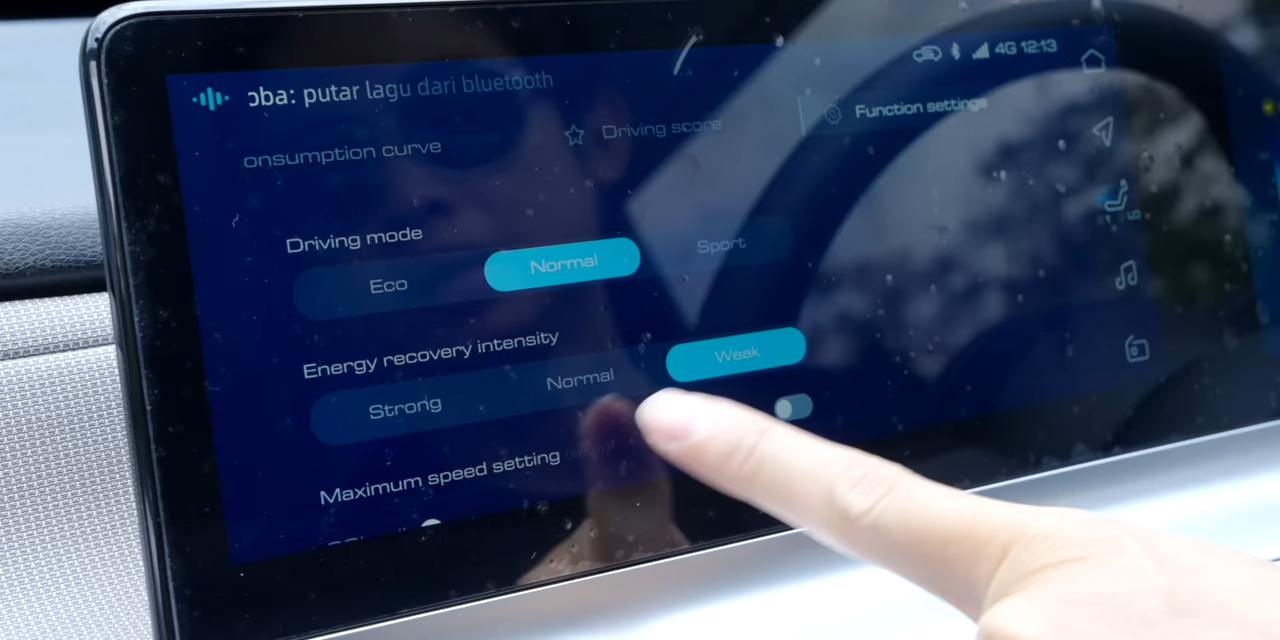 oba: putar lagu dari bluetooth
4G 12:13
onsumption curve
Driving score
Function settings
Driving mode
Eco
Normal
Sport
Energy recovery intensity
Strong
Normal
Weak
Maximum speed setting